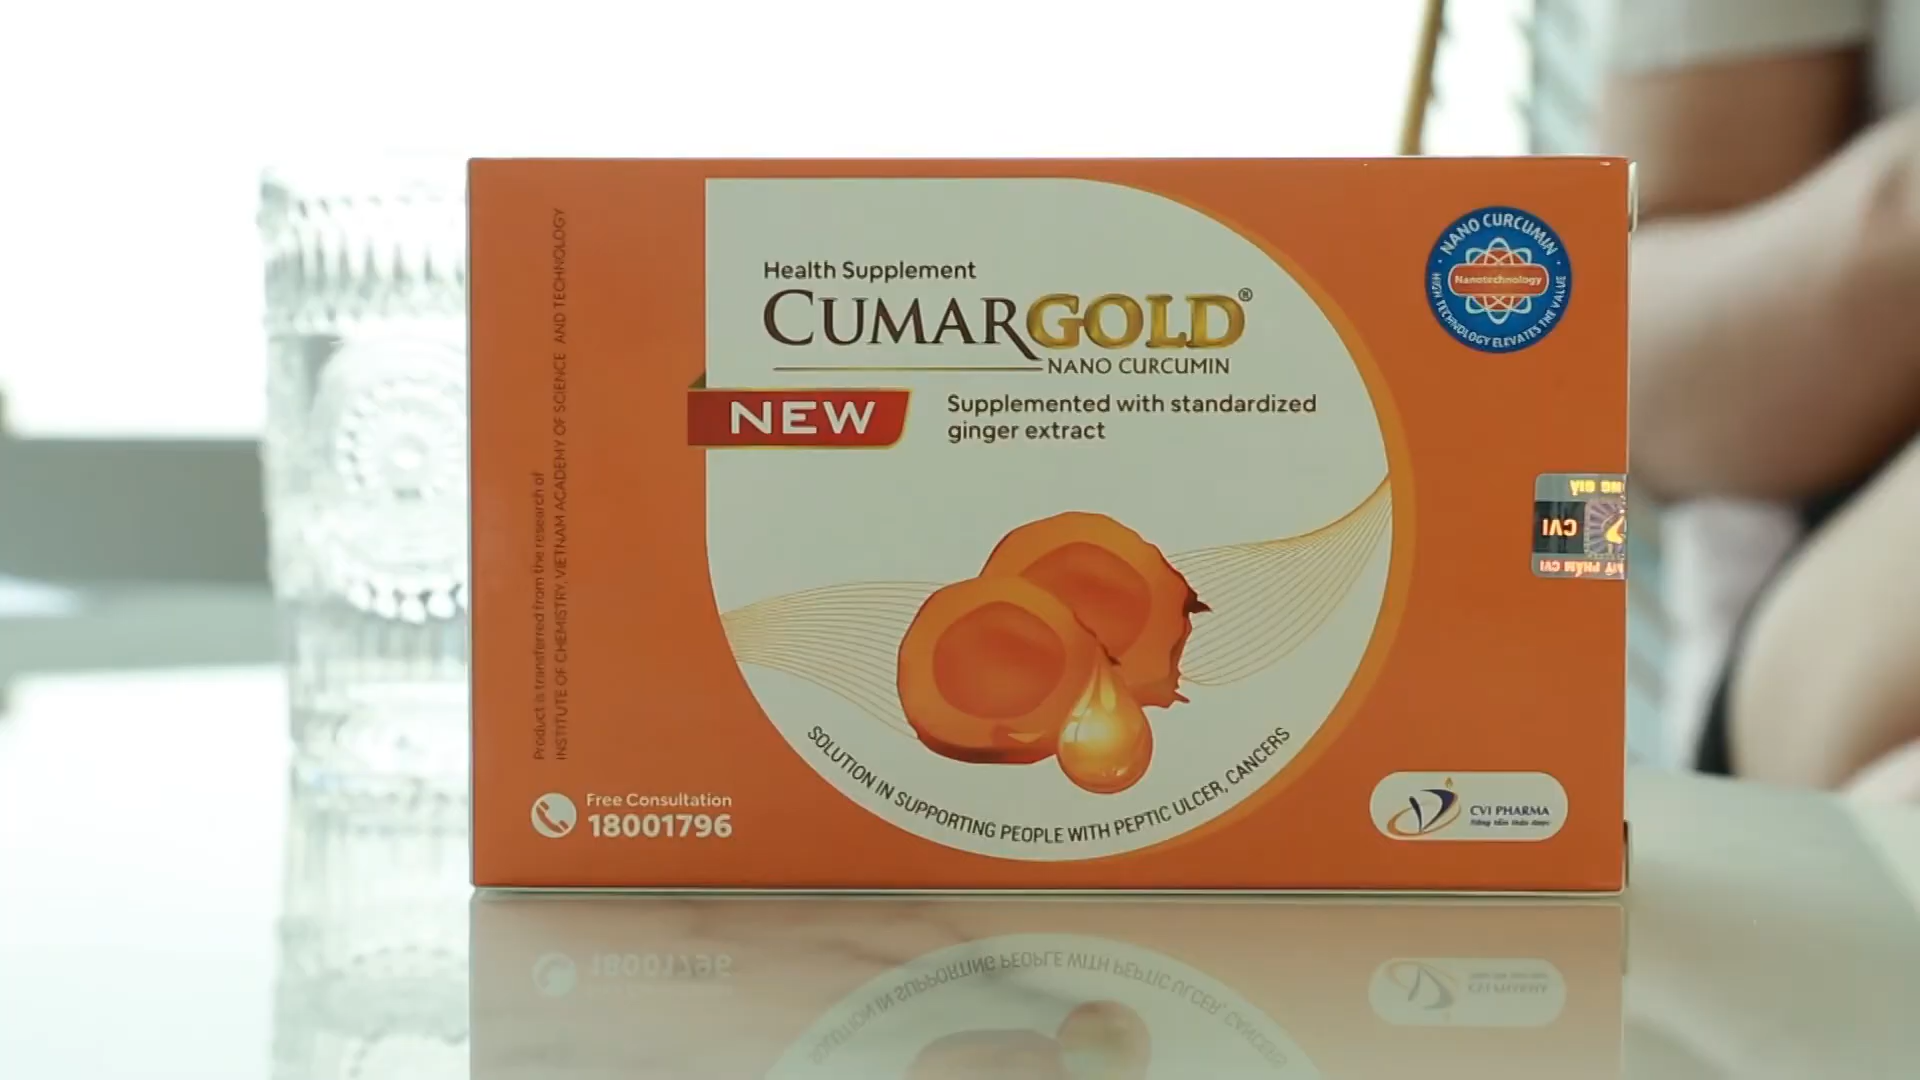 Health Supplement
CUMARGOLD®
NANO CURCUMIN
NEW
Supplemented with standardized
ginger extract
NANO CURCUMIN
Nanotechnology
HIGH TECHNOLOGY ELEVATES THE VALUE
Product is transferred from the research of
INSTITUTE OF CHEMISTRY, VIETNAM ACADEMY OF SCIENCE AND TECHNOLOGY
CVI
SOLUTION IN SUPPORTING PEOPLE WITH PEPTIC ULCER, CANCERS
Free Consultation
18001796
CVI PHARMA